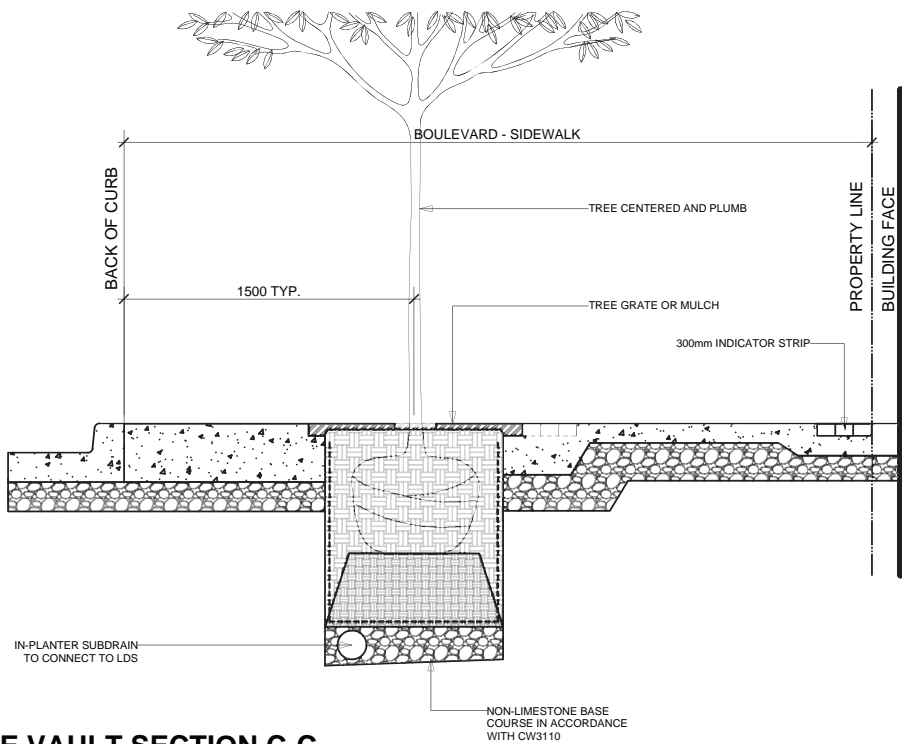 BOULEVARD - SIDEWALK
BACK OF CURB
PROPERTY LINE
BUILDING FACE
TREE CENTERED AND PLUMB
1500 TYP.
TREE GRATE OR MULCH
300mm INDICATOR STRIP
IN-PLANTER SUBDRAIN
TO CONNECT TO LDS
NON-LIMESTONE BASE
COURSE IN ACCORDANCE
WITH CW3110
VAULT SECTION C-C